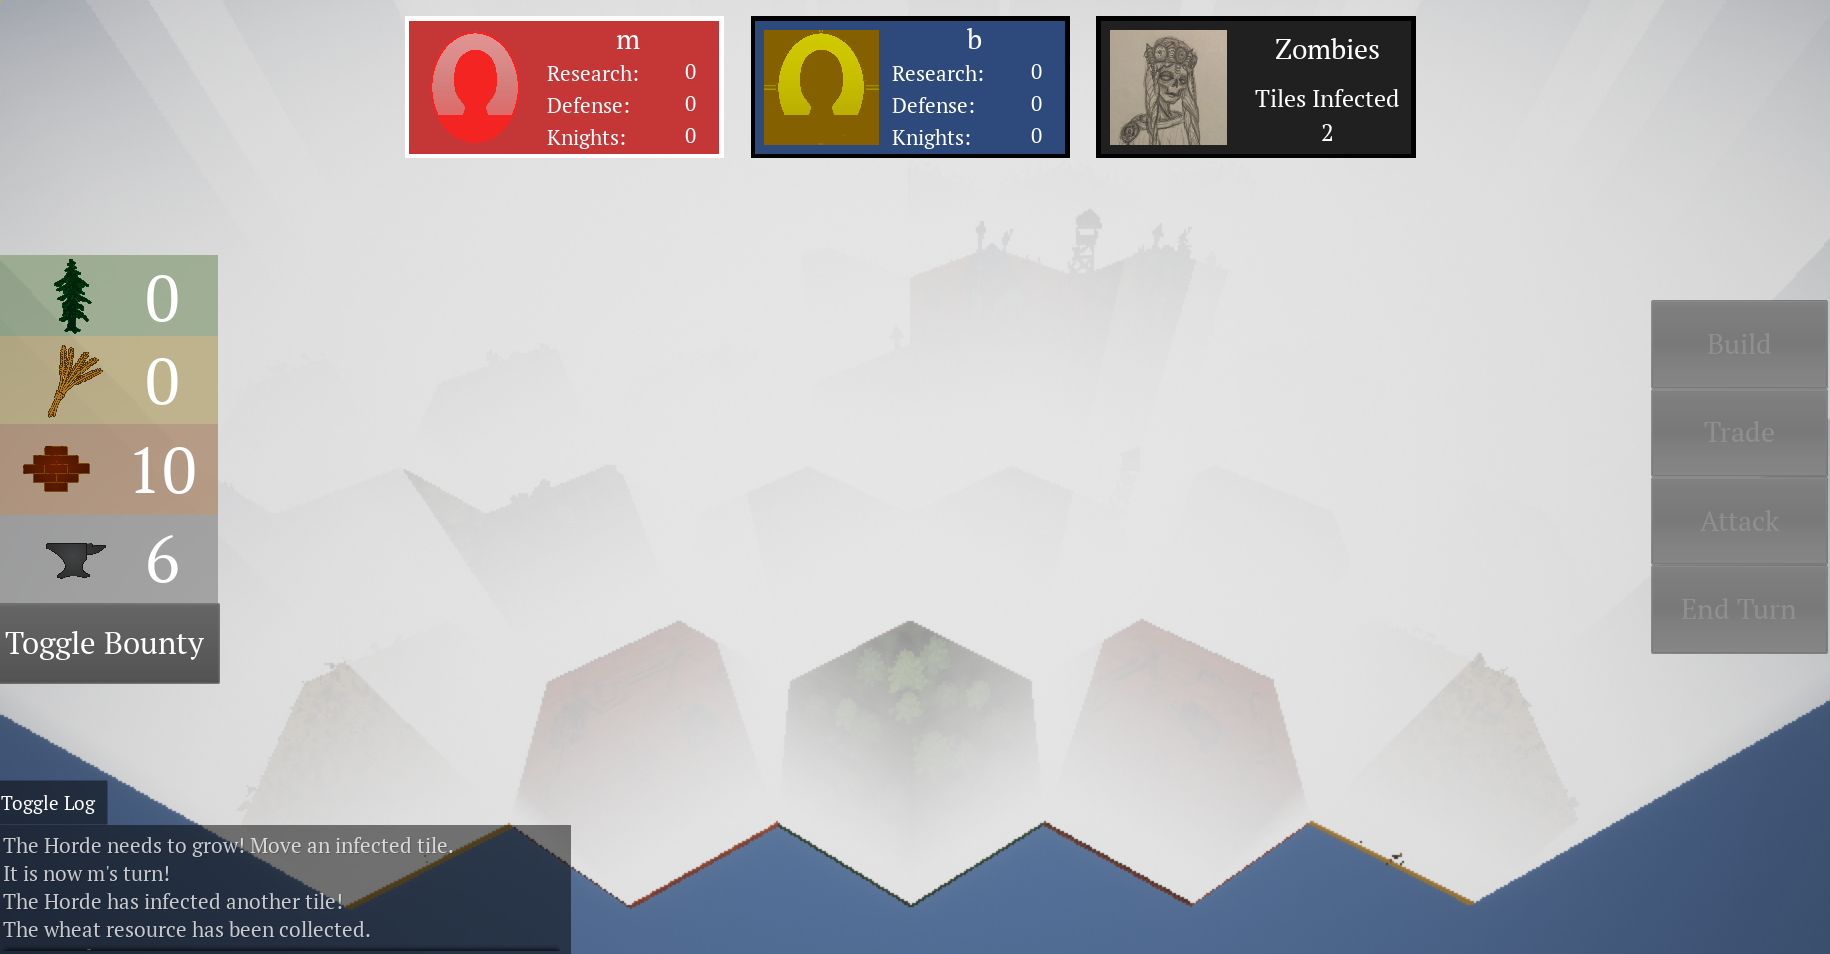 m
Research: 0
Defense: 0
Knights: 0
b
Research: 0
Defense: 0
Knights: 0
Zombies
Tiles Infected
2
0
0
10
6
Toggle Bounty
Build
Trade
Attack
End Turn
Toggle Log
The Horde needs to grow! Move an infected tile.
It is now m's turn!
The Horde has infected another tile!
The wheat resource has been collected.